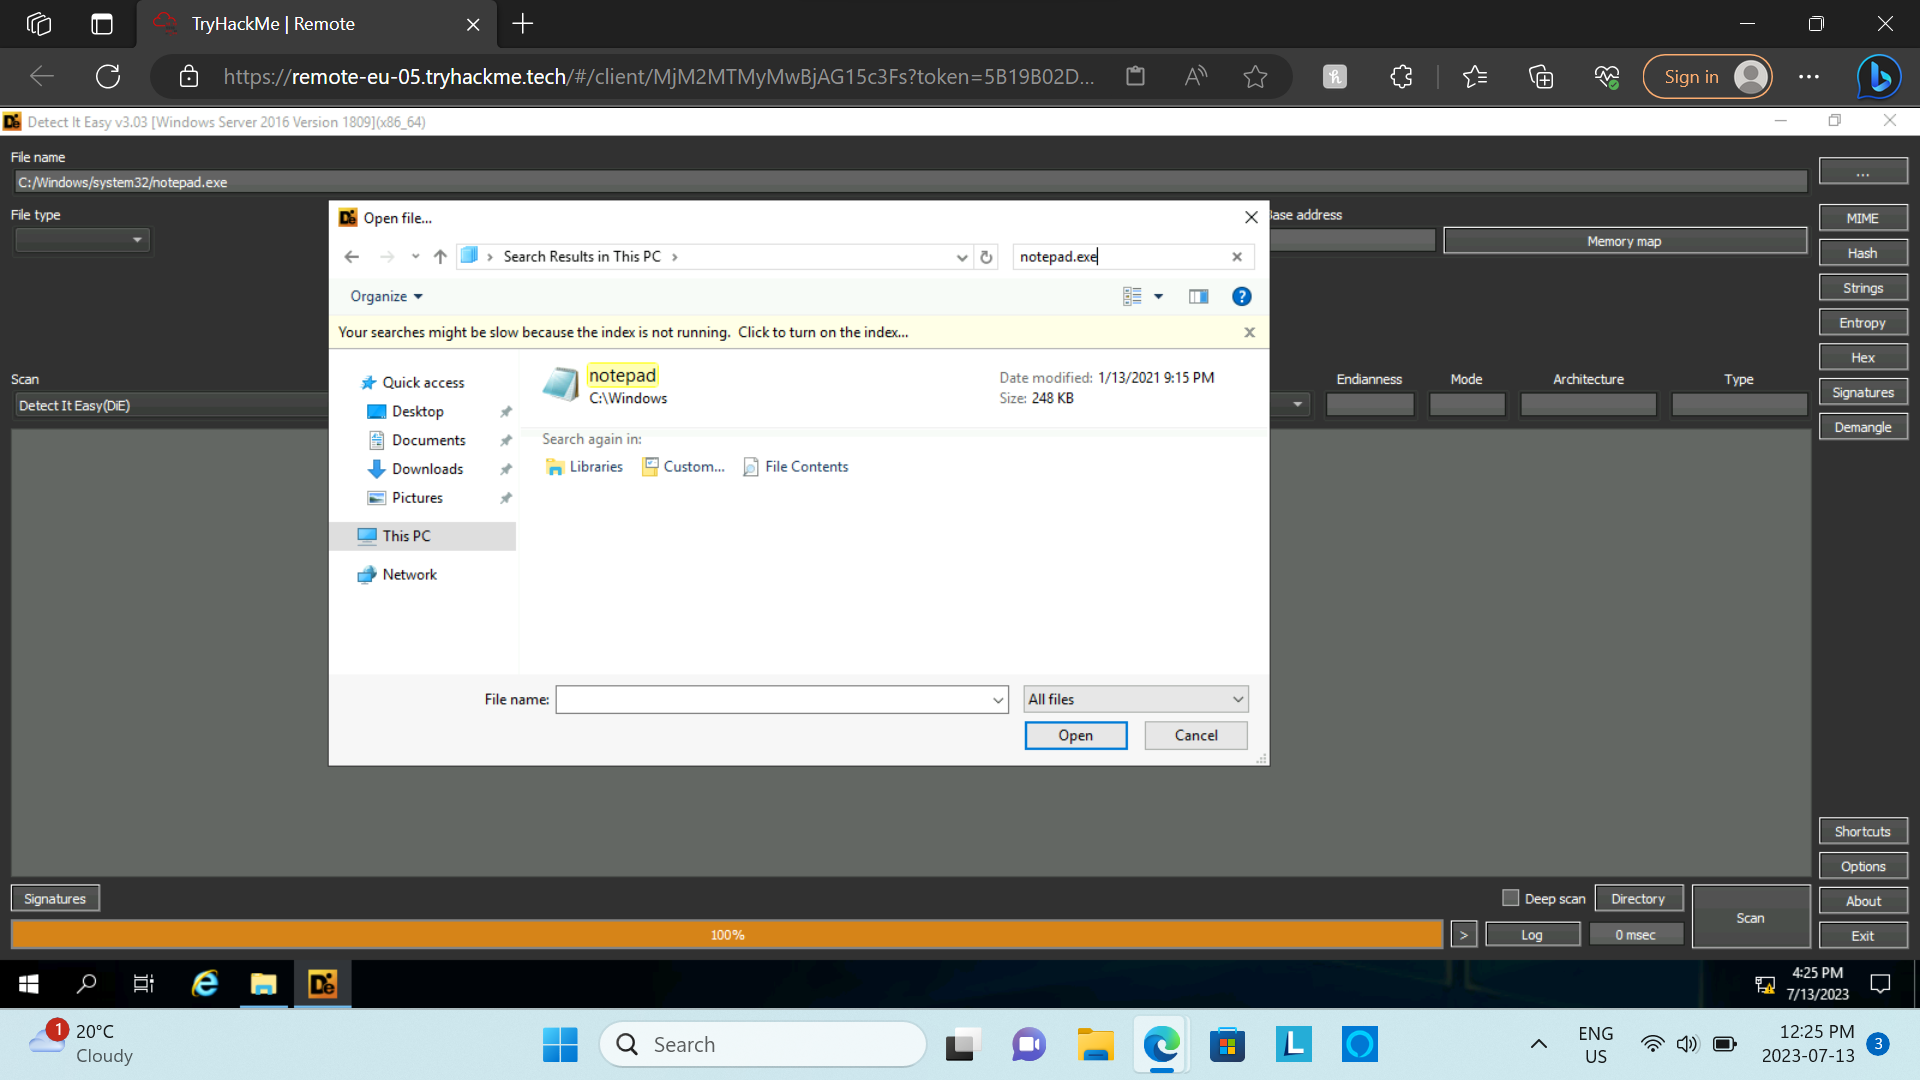 TryHackMe | Remote
https://remote-eu-05.tryhackme.tech/#/client/MjM2MTMyMwBjAG15c3Fs?token=5B19B02D...
Sign in
Detect It Easy v3.03 [Windows Server 2016 Version 1809](x86_64)
File name
C:/Windows/system32/notepad.exe
...
File type
Base address
MIME
Memory map
Hash
Strings
Entropy
Hex
Signatures
Demangle
Open file...
Search Results in This PC
notepad.exe
Organize
Your searches might be slow because the index is not running. Click to turn on the index...
Quick access
Desktop
Documents
Downloads
Pictures
This PC
Network
notepad
C:\Windows
Date modified: 1/13/2021 9:15 PM
Size: 248 KB
Search again in:
Libraries Custom... File Contents
File name:
All files
Open Cancel
Scan
Detect It Easy(DiE)
Endianness Mode Architecture Type
Shortcuts
Options
About
Exit
Signatures
Deep scan Directory
Scan
100%
> Log 0 msec
4:25 PM
7/13/2023
1
20°C
Cloudy
Search
ENG
US
12:25 PM
2023-07-13
3